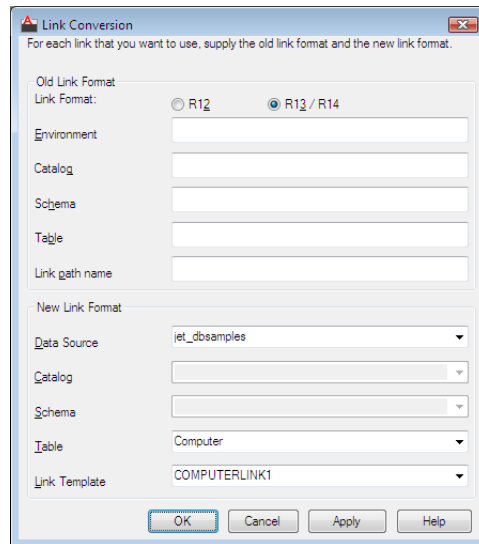 Link Conversion
For each link that you want to use, supply the old link format and the new link format.
Old Link Format
Link Format: R12 R13 / R14
Environment
Catalog
Schema
Table
Link path name
New Link Format
Data Source jet_dbsamples
Catalog
Schema
Table Computer
Link Template COMPUTERLINK1
OK Cancel Apply Help